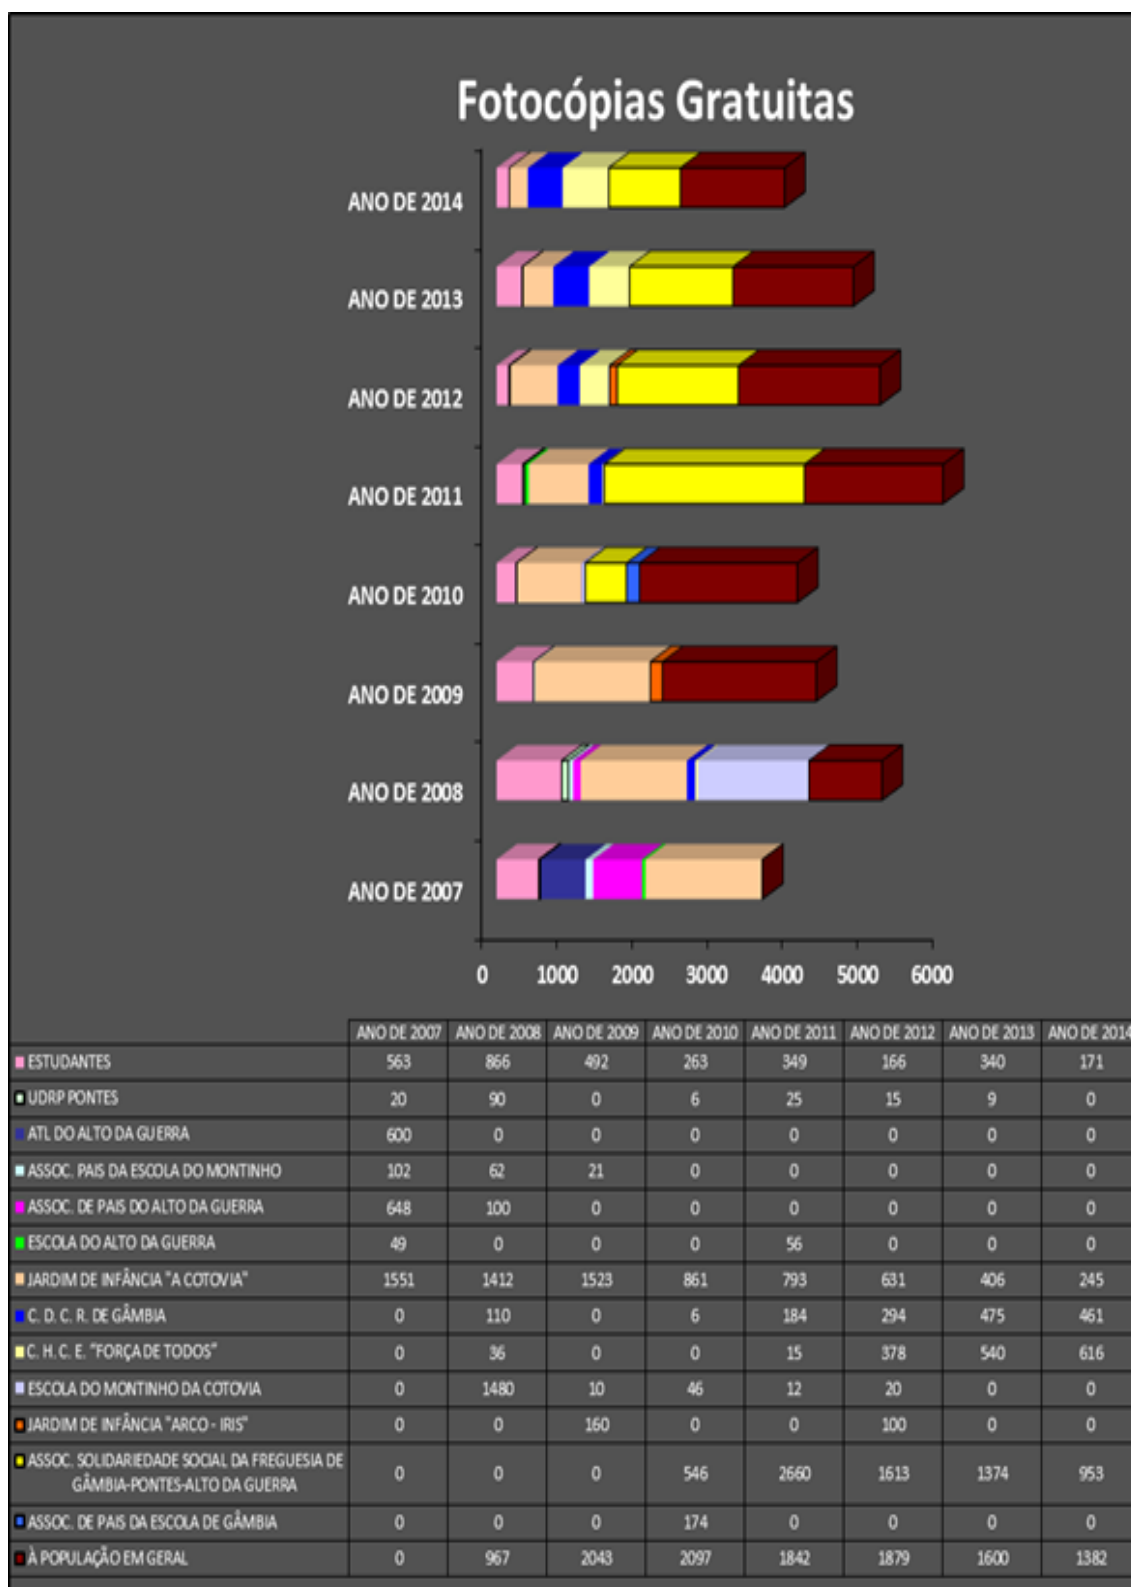 Fotocópias Gratuitas
ANO DE 2014
ANO DE 2013
ANO DE 2012
ANO DE 2011
ANO DE 2010
ANO DE 2009
ANO DE 2008
ANO DE 2007
0 1000 2000 3000 4000 5000 6000
ANO DE 2007 ANO DE 2008 ANO DE 2009 ANO DE 2010 ANO DE 2011 ANO DE 2012 ANO DE 2013 ANO DE 2014
ESTUDANTES 563 866 492 263 349 166 340 171
UDRP PONTES 20 90 0 6 25 15 9 0
ATL DO ALTO DA GUERRA 600 0 0 0 0 0 0 0
ASSOC. PAIS DA ESCOLA DO MONTINHO 102 62 21 0 0 0 0 0
ASSOC. DE PAIS DO ALTO DA GUERRA 648 100 0 0 0 0 0 0
ESCOLA DO ALTO DA GUERRA 49 0 0 0 56 0 0 0
JARDIM DE INFÂNCIA "A COTOVIA" 1551 1412 1523 861 793 631 406 245
C. D. C. R. DE GÂMBIA 0 110 0 6 184 294 475 461
C. H. C. E. "FORÇA DE TODOS" 0 36 0 0 15 378 540 616
ESCOLA DO MONTINHO DA COTOVIA 0 1480 10 46 12 20 0 0
JARDIM DE INFÂNCIA "ARCO - IRIS" 0 0 160 0 0 100 0 0
ASSOC. SOLIDARIEDADE SOCIAL DA FREGUESIA DE
GÂMBIA-PONTES-ALTO DA GUERRA 0 0 0 546 2660 1613 1374 953
ASSOC. DE PAIS DA ESCOLA DE GÂMBIA 0 0 0 174 0 0 0 0
À POPULAÇÃO EM GERAL 0 967 2043 2097 1842 1879 1600 1382